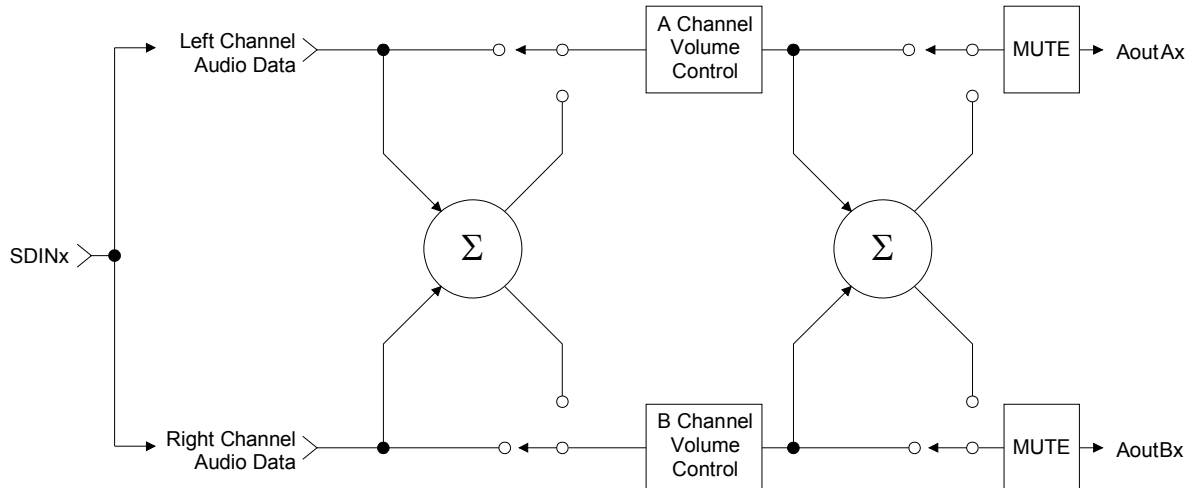 Left Channel
Audio Data
A Channel
Volume
Control
MUTE
AoutAx
SDINx
Σ
Σ
Right Channel
Audio Data
B Channel
Volume
Control
MUTE
AoutBx